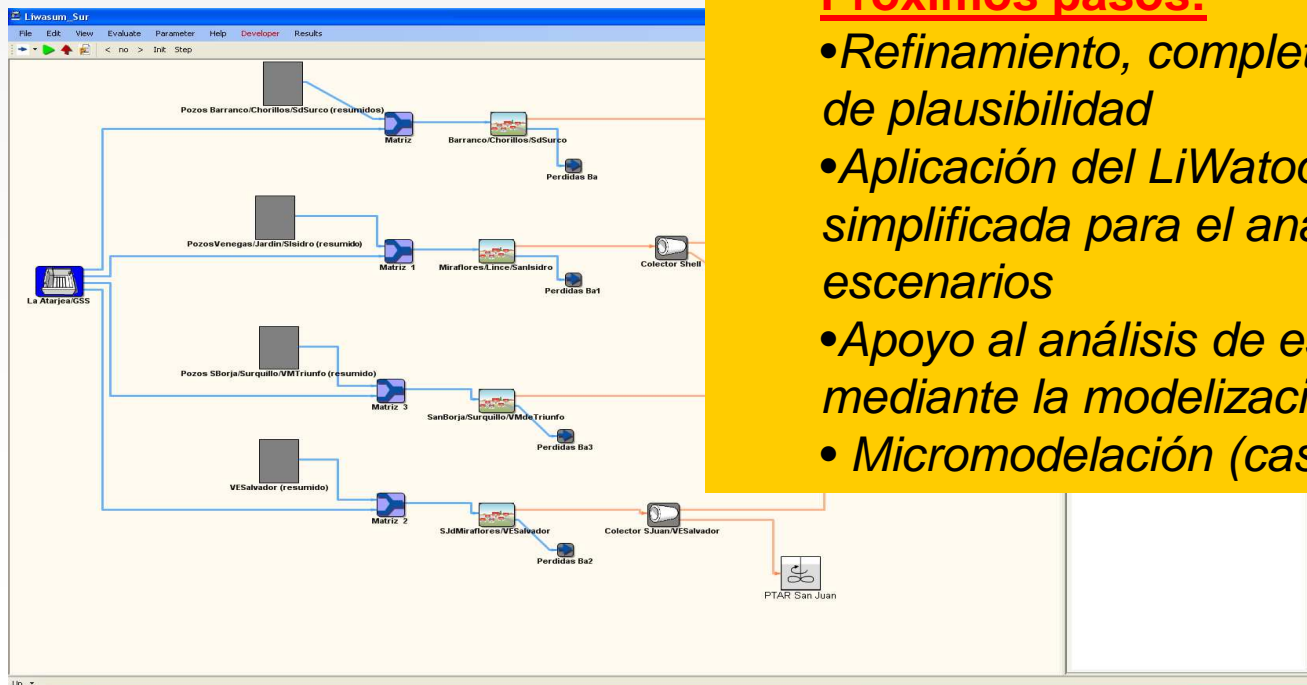 Liwasum_Sur
File Edit View Evaluate Parameter Help Developer Results
< no > Init Step
Pozos Barranco/Chorillos/SdSurco (resumidos)
Matriz
Barranco/Chorillos/SdSurco
Perdidas Ba
PozosVenegas/Jardin/SIsidro (resumido)
Matriz 1
Miraflores/Lince/SanIsidro
Colector Shell
Perdidas Ba1
La Atarjea/GSS
Pozos SBorja/Surquillo/VMTriunfo (resumido)
Matriz 3
SanBorja/Surquillo/VMdeTriunfo
Perdidas Ba3
VESalvador (resumido)
Matriz 2
SJdMiraflores/VESalvador
Colector SJuan/VESalvador
Perdidas Ba2
PTAR San Juan
Próximos pasos:
•Refinamiento, complet
de plausibilidad
•Aplicación del LiWatoo
simplificada para el aná
escenarios
•Apoyo al análisis de es
mediante la modelizaci
• Micromodelación (cas